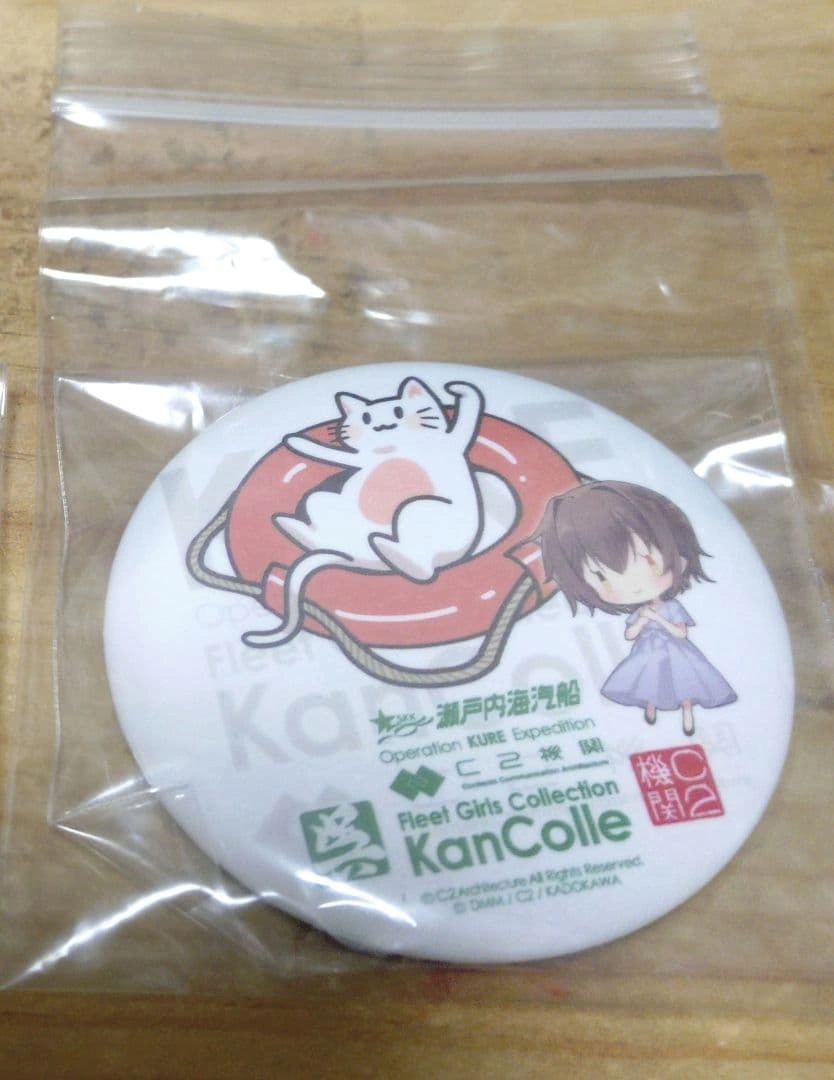 SKK 瀬戸内海汽船
Operation KURE Expedition
C2機関
Fleet Girls Collection
KanColle
C2
機関
© C2 Architecture All Rights Reserved.
© DMM / C2 / KADOKAWA